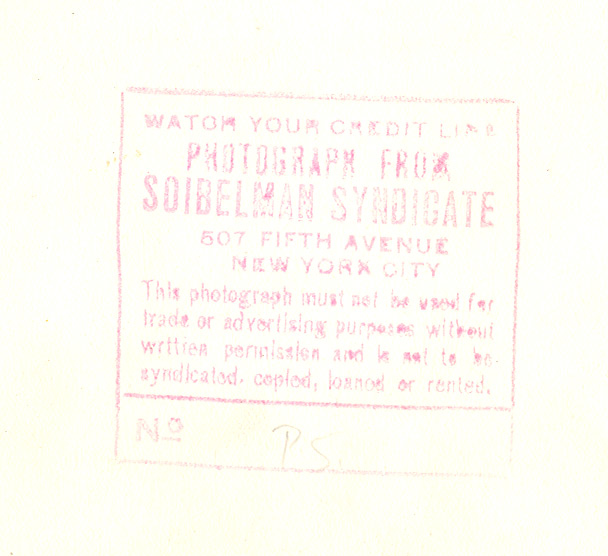 WATCH YOUR CREDIT LINE
PHOTOGRAPH FROM
SOIBELMAN SYNDICATE
507 FIFTH AVENUE
NEW YORK CITY
This photograph must not be used for
trade or advertising purposes without
written permission and is not to be
syndicated, copied, loaned or rented.
Nº P.S.